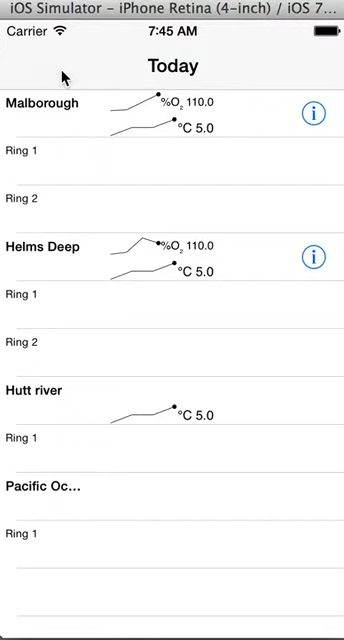 iOS Simulator – iPhone Retina (4-inch) / iOS 7...
Carrier 7:45 AM
Today
Malborough %O2 110.0 i
°C 5.0
Ring 1
Ring 2
Helms Deep %O2 110.0 i
°C 5.0
Ring 1
Ring 2
Hutt river
°C 5.0
Ring 1
Pacific Oc...
Ring 1